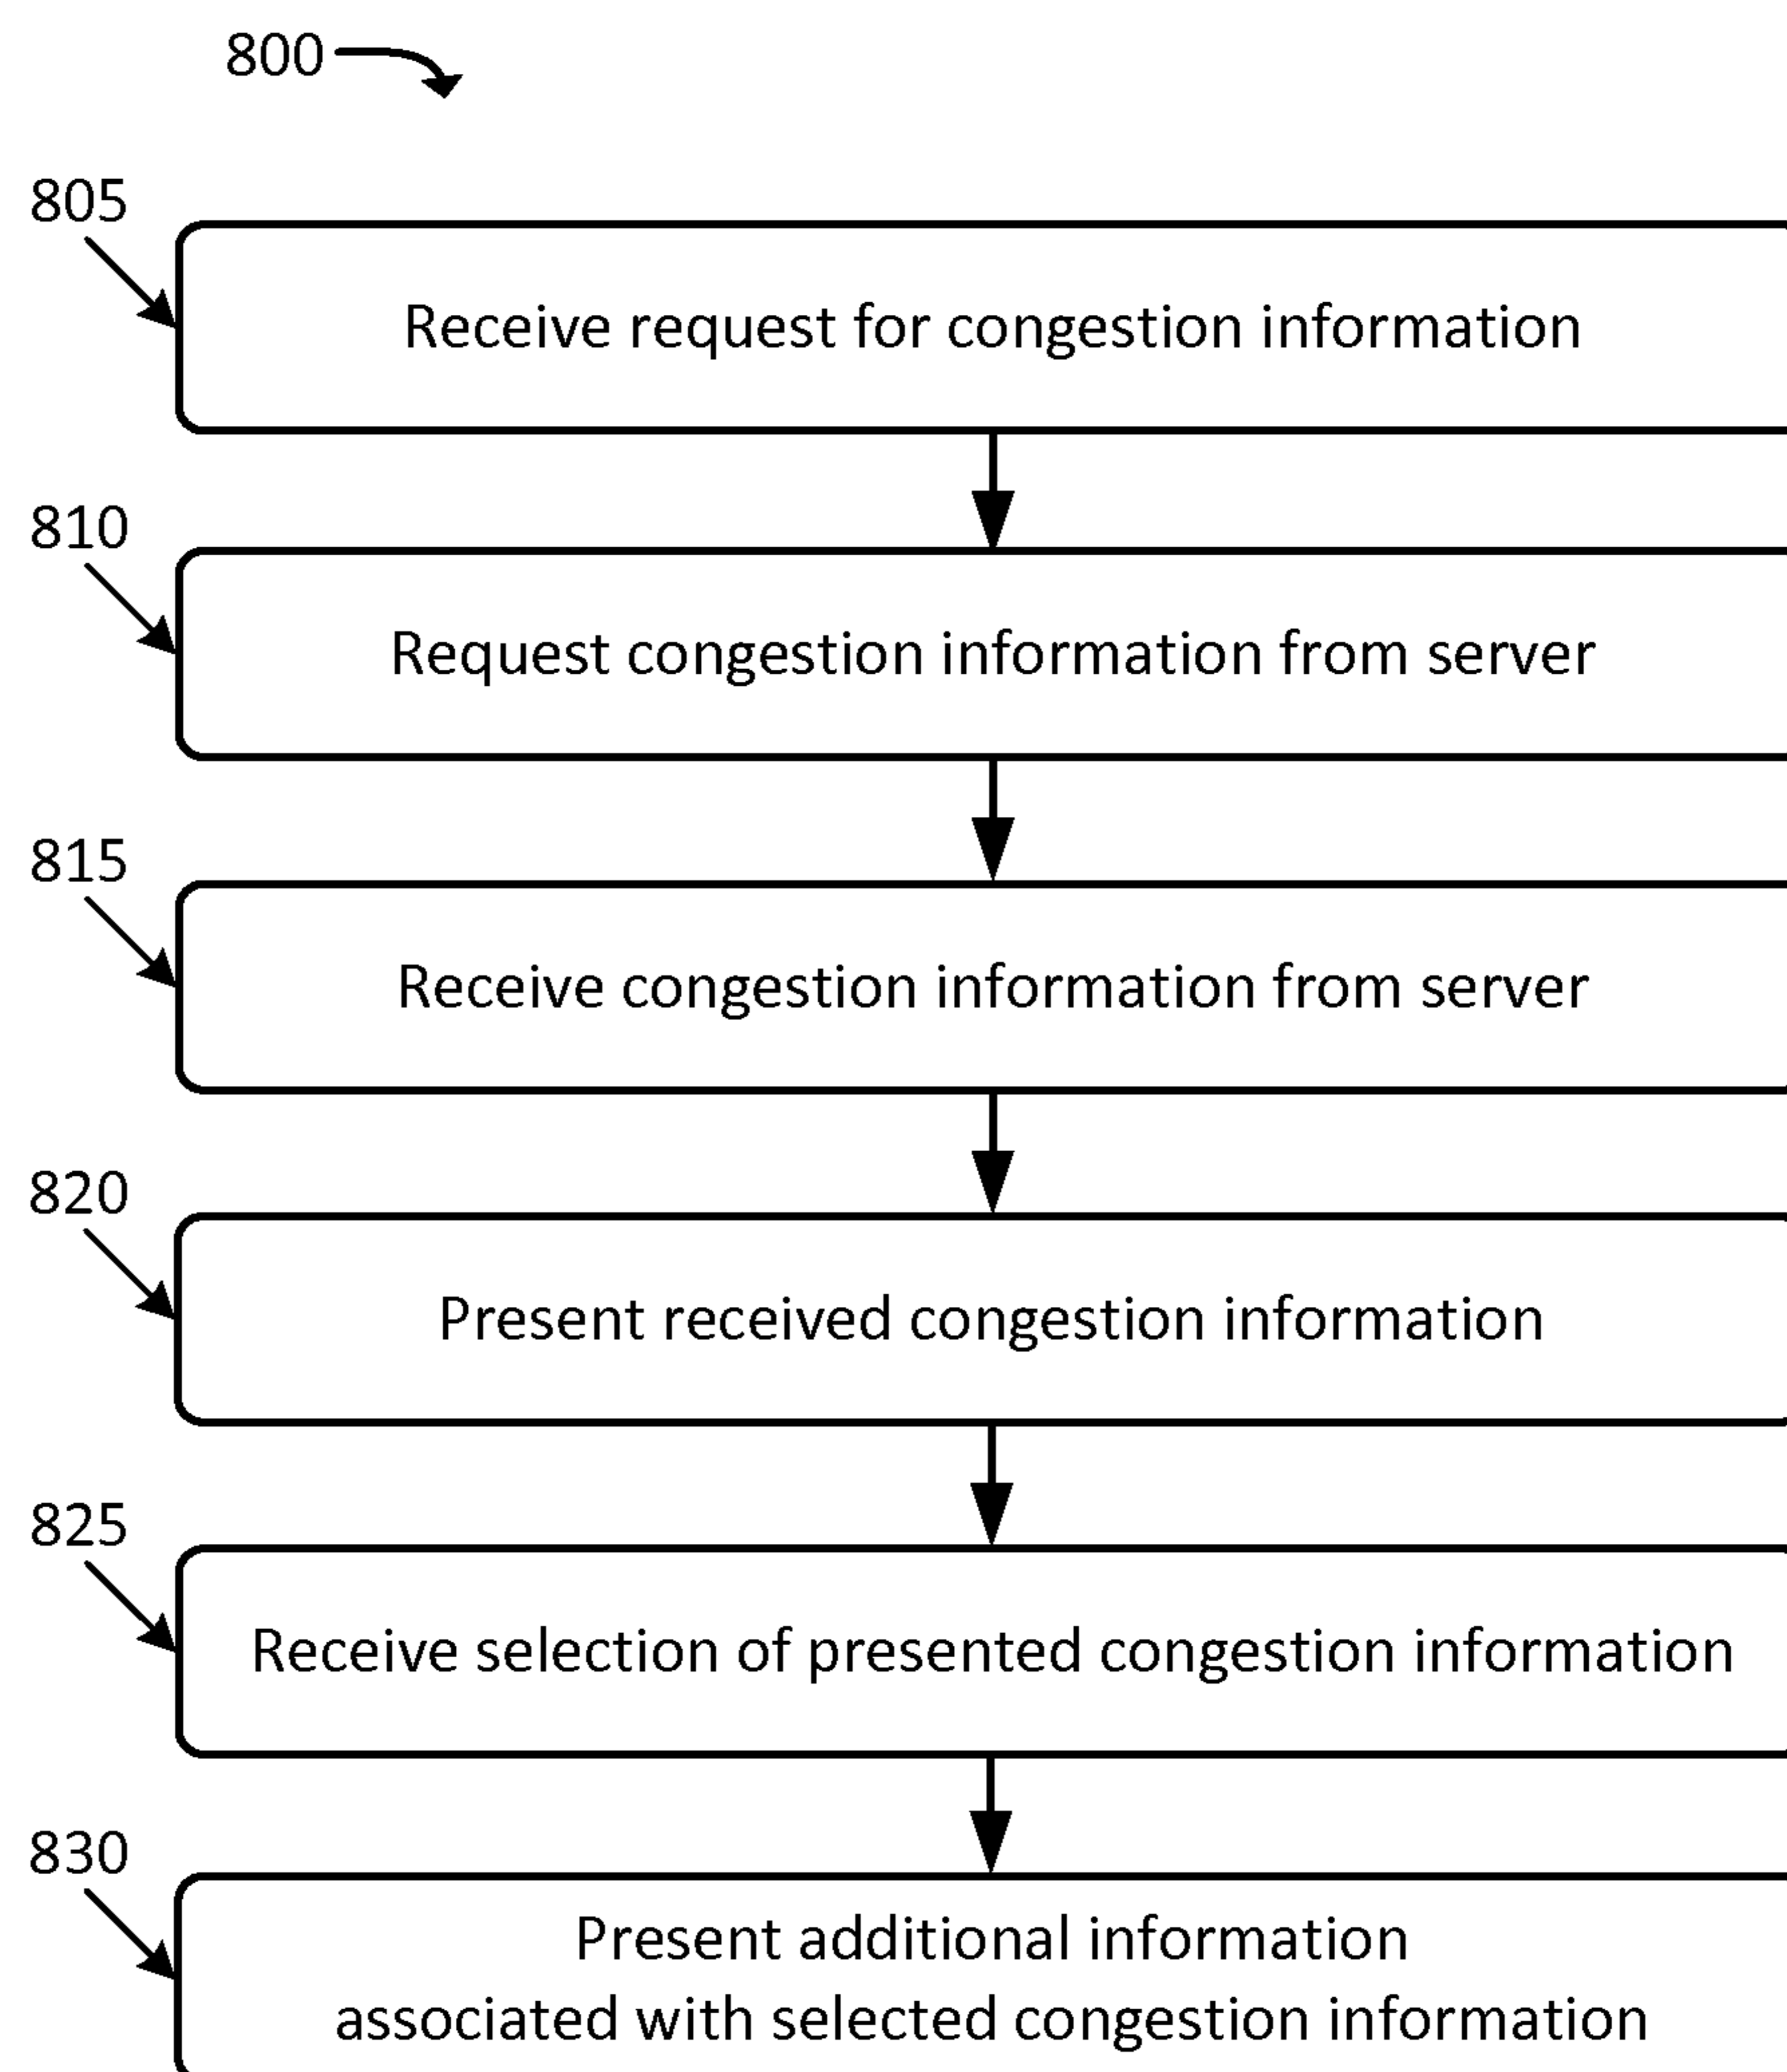 800
805
Receive request for congestion information
810
Request congestion information from server
815
Receive congestion information from server
820
Present received congestion information
825
Receive selection of presented congestion information
830
Present additional information
associated with selected congestion information